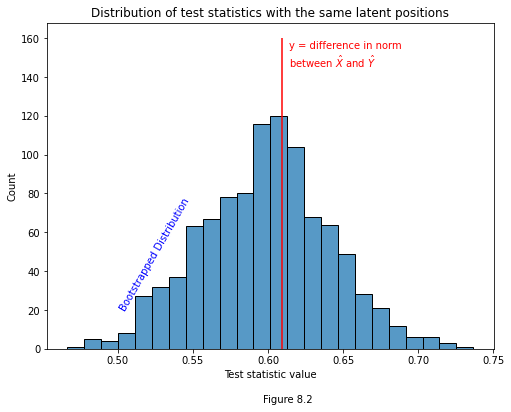 Distribution of test statistics with the same latent positions
160
140
120
100
80
60
40
20
0
Count
y = difference in norm
between X̂ and Ŷ
Bootstrapped Distribution
0.50 0.55 0.60 0.65 0.70 0.75
Test statistic value
Figure 8.2